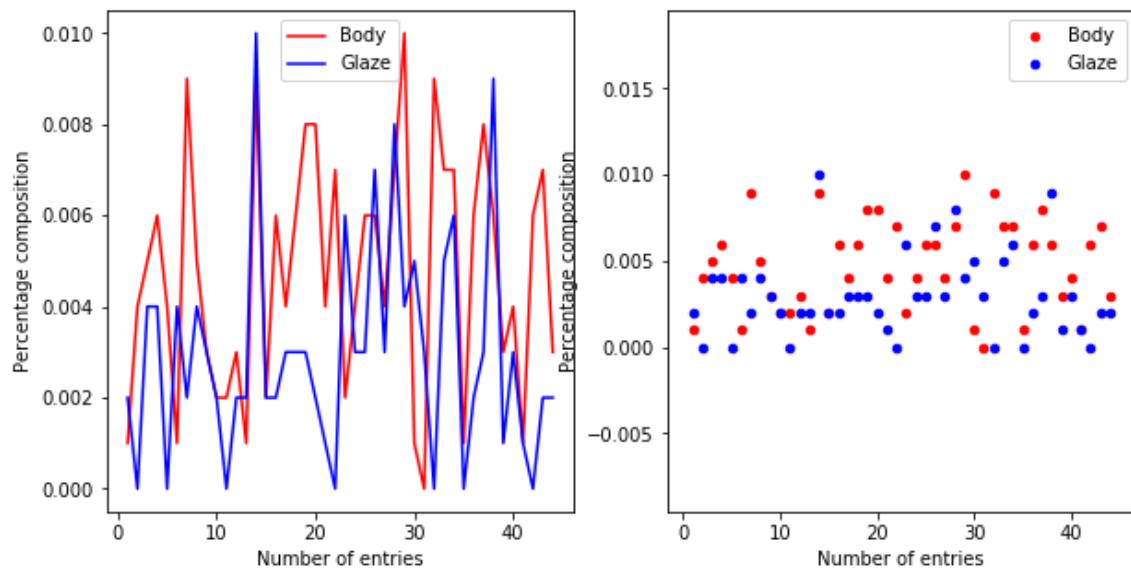 Body
Glaze
0.010
0.008
0.006
0.004
0.002
0.000
Percentage composition
0
10
20
30
40
Number of entries
Body
Glaze
0.015
0.010
0.005
0.000
−0.005
Percentage composition
0
10
20
30
40
Number of entries